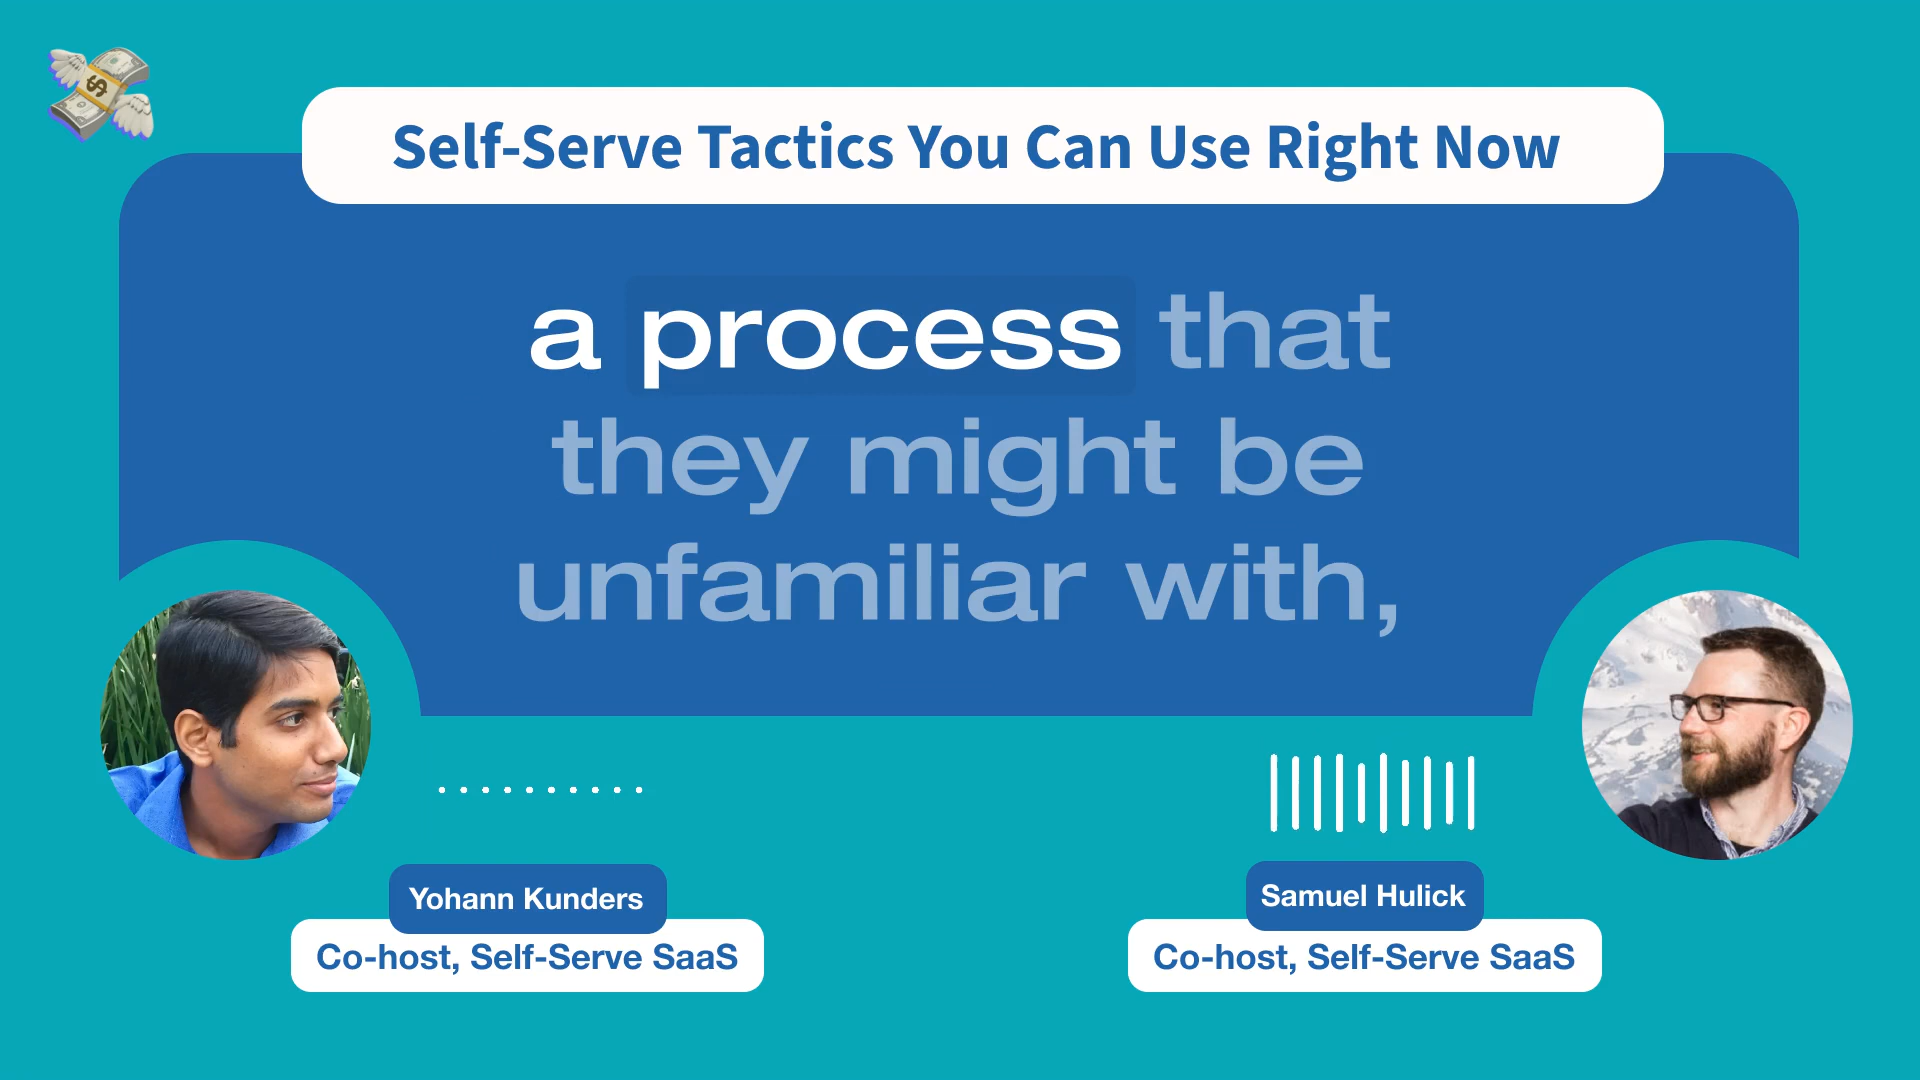 Self-Serve Tactics You Can Use Right Now
a process that
they might be
unfamiliar with,
Yohann Kunders
Co-host, Self-Serve SaaS
Samuel Hulick
Co-host, Self-Serve SaaS